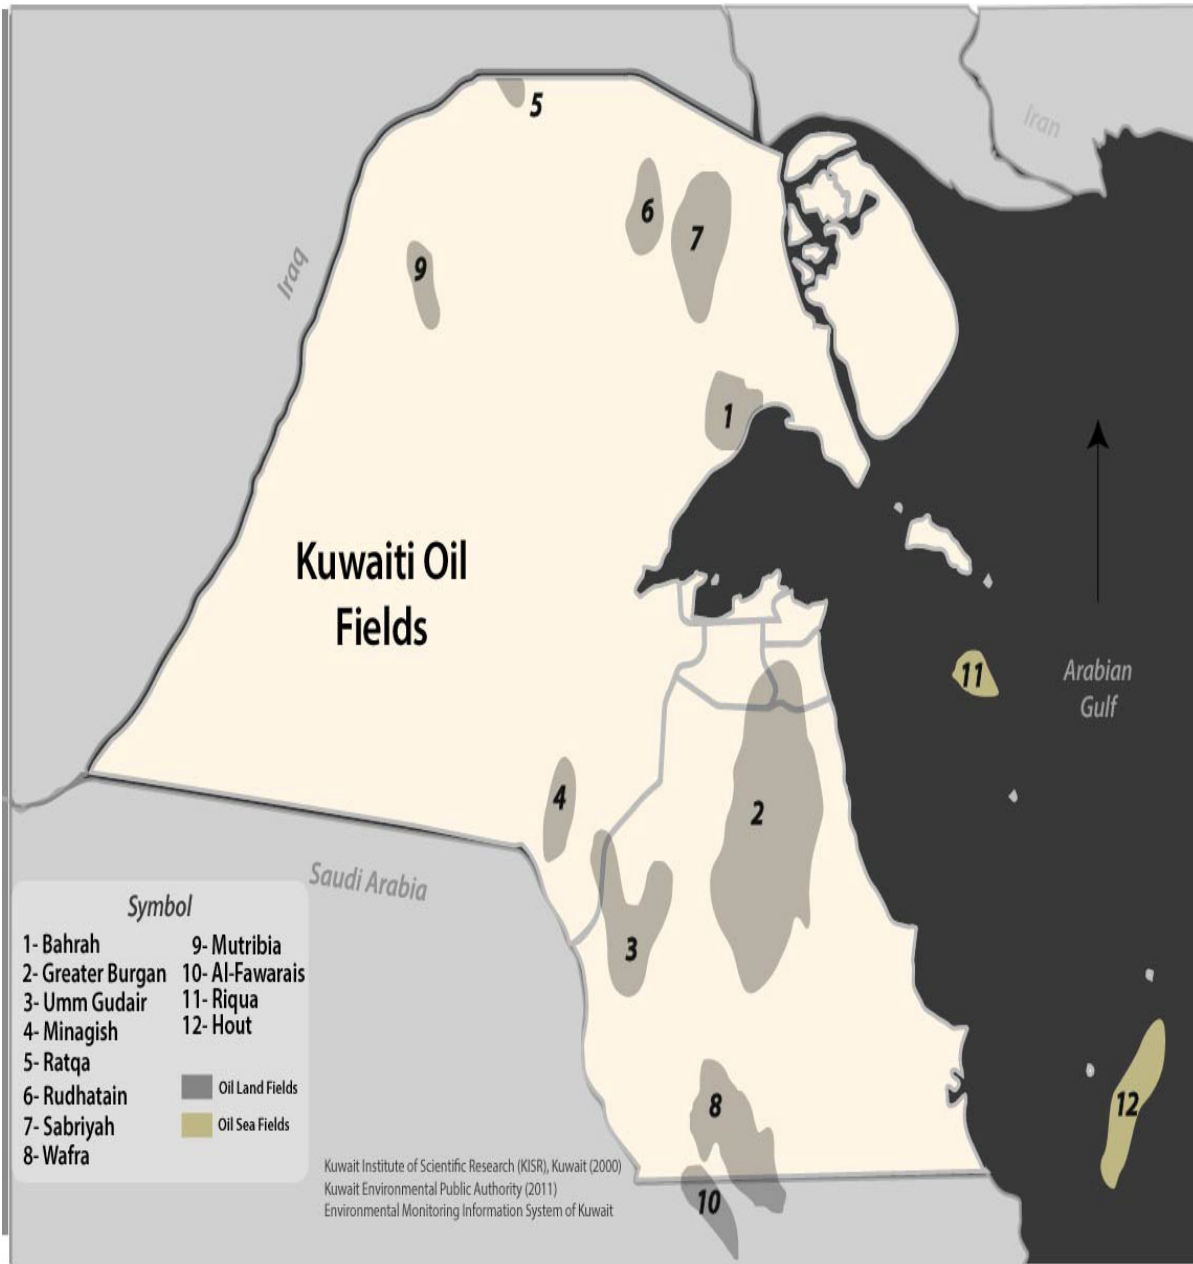 5
Iran
6
7
9
Iraq
1
Kuwaiti Oil
Fields
11
Arabian
Gulf
4
2
Saudi Arabia
3
Symbol
1- Bahrah
2- Greater Burgan
3- Umm Gudair
4- Minagish
5- Ratqa
6- Rudhatain
7- Sabriyah
8- Wafra
9- Mutribia
10- Al-Fawarais
11- Riqua
12- Hout
Oil Land Fields
Oil Sea Fields
8
12
10
Kuwait Institute of Scientific Research (KISR), Kuwait (2000)
Kuwait Environmental Public Authority (2011)
Environmental Monitoring Information System of Kuwait